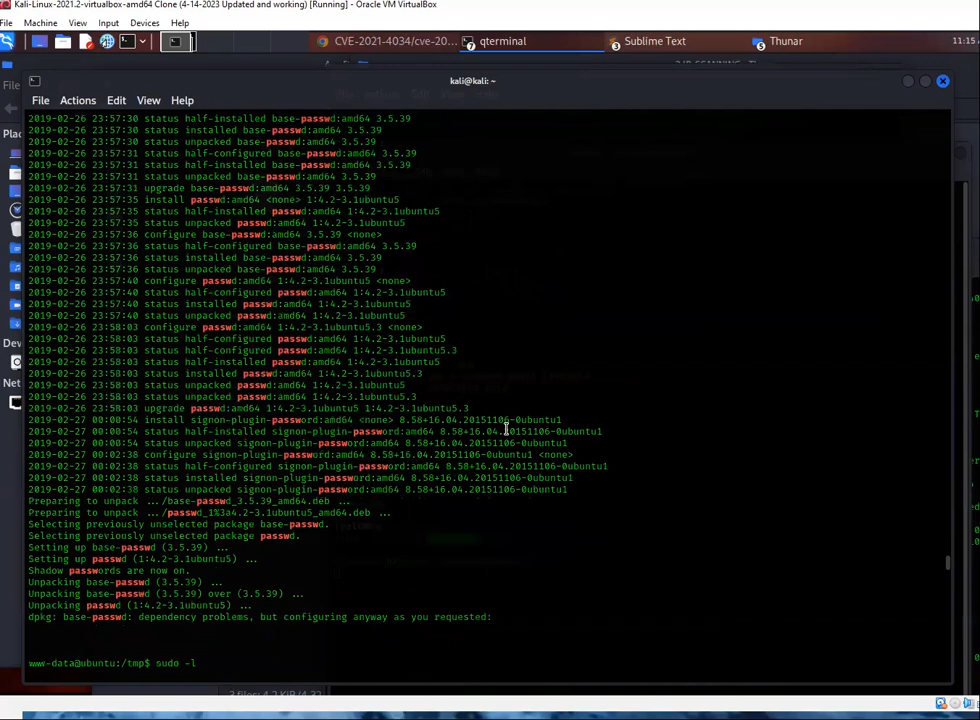 Kali-Linux-2021.2-virtualbox-amd64 Clone (4-14-2023 Updated and working) [Running] - Oracle VM VirtualBox
File Machine View Input Devices Help
CVE-2021-4034/cve-20... qterminal Sublime Text Thunar 11:15
7 3 5
kali@kali: ~
File Actions Edit View Help
2019-02-26 23:57:30 status half-installed base-passwd:amd64 3.5.39
2019-02-26 23:57:30 status installed base-passwd:amd64 3.5.39
2019-02-26 23:57:30 status unpacked base-passwd:amd64 3.5.39
2019-02-26 23:57:31 status half-configured base-passwd:amd64 3.5.39
2019-02-26 23:57:31 status half-installed base-passwd:amd64 3.5.39
2019-02-26 23:57:31 status unpacked base-passwd:amd64 3.5.39
2019-02-26 23:57:31 upgrade base-passwd:amd64 3.5.39 3.5.39
2019-02-26 23:57:35 install passwd:amd64 <none> 1:4.2-3.1ubuntu5
2019-02-26 23:57:35 status half-installed passwd:amd64 1:4.2-3.1ubuntu5
2019-02-26 23:57:35 status unpacked passwd:amd64 1:4.2-3.1ubuntu5
2019-02-26 23:57:36 configure base-passwd:amd64 3.5.39 <none>
2019-02-26 23:57:36 status half-configured base-passwd:amd64 3.5.39
2019-02-26 23:57:36 status installed base-passwd:amd64 3.5.39
2019-02-26 23:57:36 status unpacked base-passwd:amd64 3.5.39
2019-02-26 23:57:40 configure passwd:amd64 1:4.2-3.1ubuntu5 <none>
2019-02-26 23:57:40 status half-configured passwd:amd64 1:4.2-3.1ubuntu5
2019-02-26 23:57:40 status installed passwd:amd64 1:4.2-3.1ubuntu5
2019-02-26 23:57:40 status unpacked passwd:amd64 1:4.2-3.1ubuntu5
2019-02-26 23:58:03 configure passwd:amd64 1:4.2-3.1ubuntu5.3 <none>
2019-02-26 23:58:03 status half-configured passwd:amd64 1:4.2-3.1ubuntu5
2019-02-26 23:58:03 status half-configured passwd:amd64 1:4.2-3.1ubuntu5.3
2019-02-26 23:58:03 status half-installed passwd:amd64 1:4.2-3.1ubuntu5
2019-02-26 23:58:03 status installed passwd:amd64 1:4.2-3.1ubuntu5.3
2019-02-26 23:58:03 status unpacked passwd:amd64 1:4.2-3.1ubuntu5
2019-02-26 23:58:03 status unpacked passwd:amd64 1:4.2-3.1ubuntu5.3
2019-02-26 23:58:03 upgrade passwd:amd64 1:4.2-3.1ubuntu5 1:4.2-3.1ubuntu5.3
2019-02-27 00:00:54 install signon-plugin-password:amd64 <none> 8.58+16.04.20151106-0ubuntu1
2019-02-27 00:00:54 status half-installed signon-plugin-password:amd64 8.58+16.04.20151106-0ubuntu1
2019-02-27 00:00:54 status unpacked signon-plugin-password:amd64 8.58+16.04.20151106-0ubuntu1
2019-02-27 00:02:38 configure signon-plugin-password:amd64 8.58+16.04.20151106-0ubuntu1 <none>
2019-02-27 00:02:38 status half-configured signon-plugin-password:amd64 8.58+16.04.20151106-0ubuntu1
2019-02-27 00:02:38 status installed signon-plugin-password:amd64 8.58+16.04.20151106-0ubuntu1
2019-02-27 00:02:38 status unpacked signon-plugin-password:amd64 8.58+16.04.20151106-0ubuntu1
Preparing to unpack .../base-passwd_3.5.39_amd64.deb ...
Preparing to unpack .../passwd_1%3a4.2-3.1ubuntu5_amd64.deb ...
Selecting previously unselected package base-passwd.
Selecting previously unselected package passwd.
Setting up base-passwd (3.5.39) ...
Setting up passwd (1:4.2-3.1ubuntu5) ...
Shadow passwords are now on.
Unpacking base-passwd (3.5.39) ...
Unpacking base-passwd (3.5.39) over (3.5.39) ...
Unpacking passwd (1:4.2-3.1ubuntu5) ...
dpkg: base-passwd: dependency problems, but configuring anyway as you requested:
www-data@ubuntu:/tmp$ sudo -l